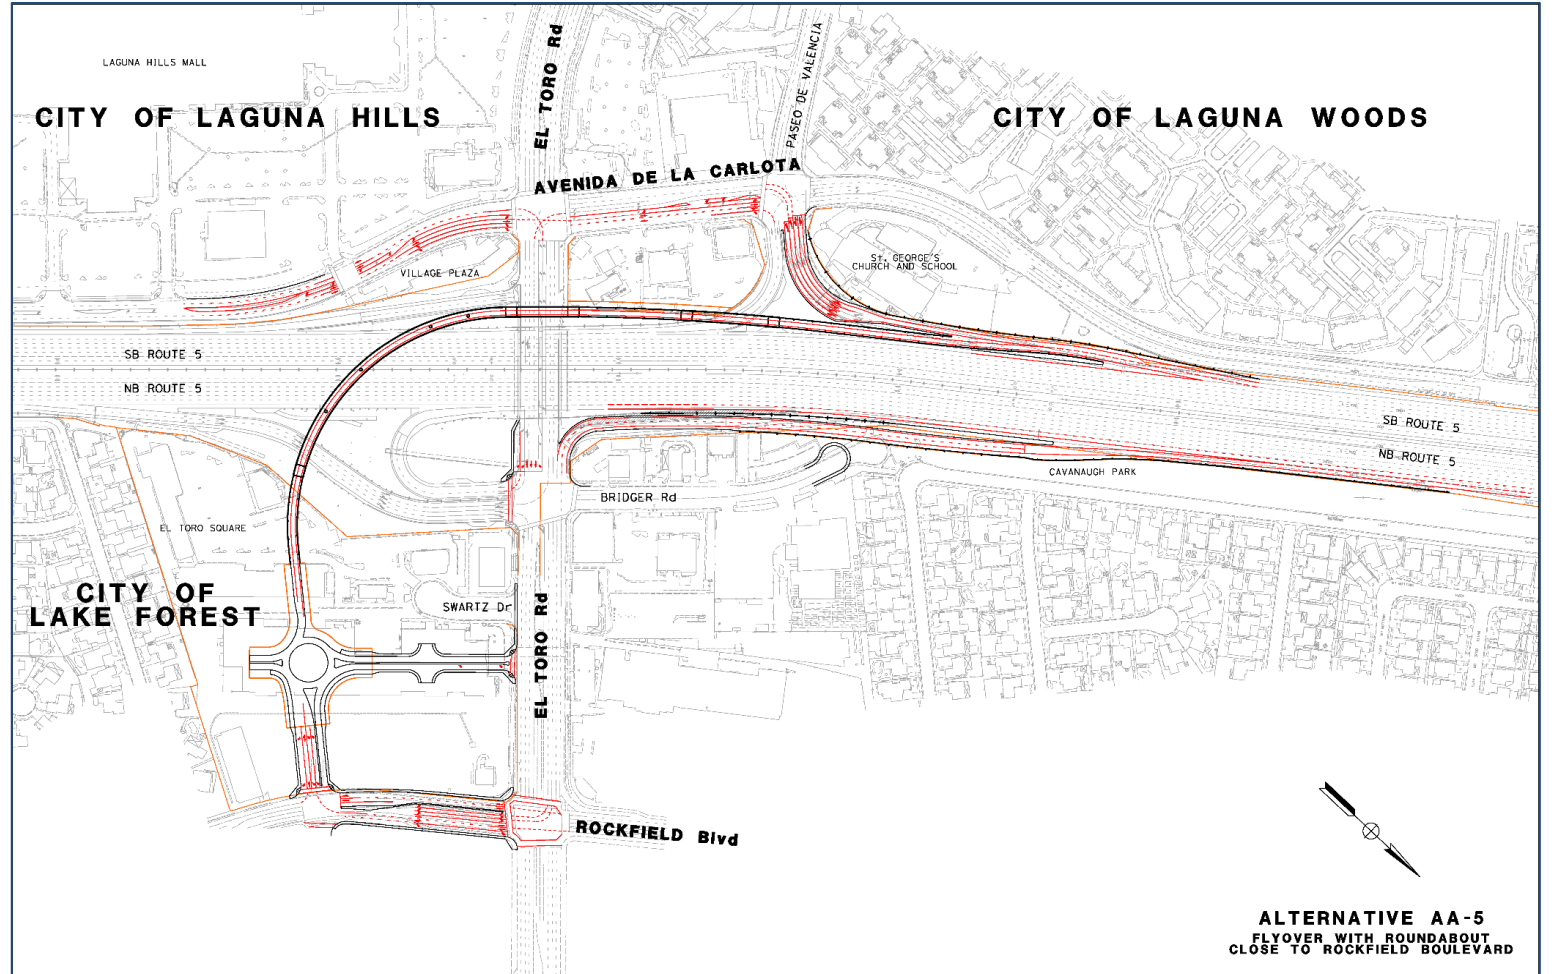 LAGUNA HILLS MALL
EL TORO Rd
PASEO DE VALENCIA
CITY OF LAGUNA HILLS
CITY OF LAGUNA WOODS
AVENIDA DE LA CARLOTA
VILLAGE PLAZA
St. GEORGE'S
CHURCH AND SCHOOL
SB ROUTE 5
NB ROUTE 5
SB ROUTE 5
NB ROUTE 5
CAVANAUGH PARK
BRIDGER Rd
EL TORO SQUARE
CITY OF
LAKE FOREST
SWARTZ Dr
EL TORO Rd
ROCKFIELD Blvd
ALTERNATIVE AA-5
FLYOVER WITH ROUNDABOUT
CLOSE TO ROCKFIELD BOULEVARD